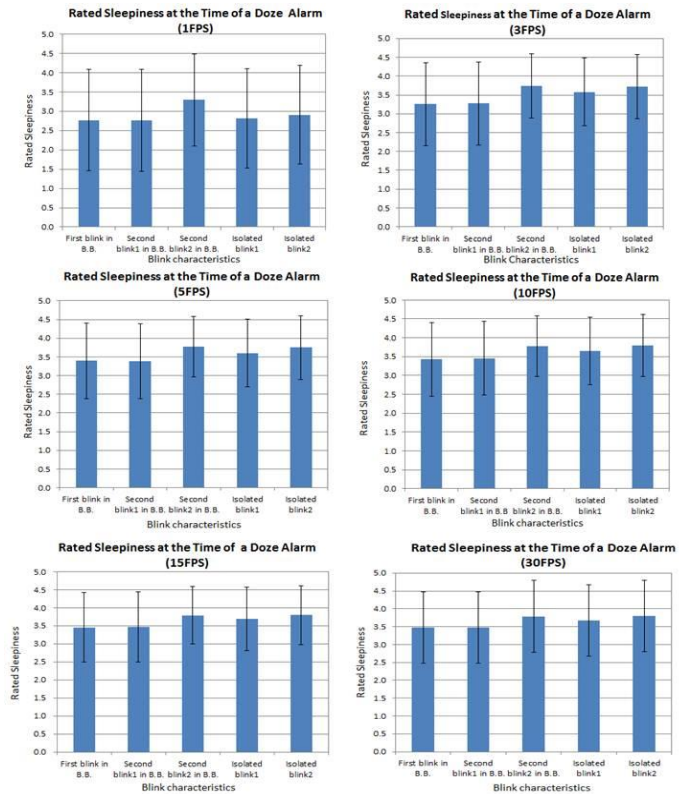 Rated Sleepiness at the Time of a Doze Alarm
(1FPS)
5.0
4.5
4.0
3.5
3.0
2.5
2.0
1.5
1.0
0.5
0.0
Rated Sleepiness
First blink in B.B.
Second blink1 in B.B.
Second blink2 in B.B.
Isolated blink1
Isolated blink2
Blink characteristics
Rated Sleepiness at the Time of a Doze Alarm
(3FPS)
5.0
4.5
4.0
3.5
3.0
2.5
2.0
1.5
1.0
0.5
0.0
Rated Sleepiness
First blink in B.B.
Second blink1 in B.B.
Second blink2 in B.B.
Isolated blink1
Isolated blink2
Blink Characteristics
Rated Sleepiness at the Time of a Doze Alarm
(5FPS)
5.0
4.5
4.0
3.5
3.0
2.5
2.0
1.5
1.0
0.5
0.0
Rated Sleepiness
First blink in B.B.
Second blink1 in B.B.
Second blink2 in B.B.
Isolated blink1
Isolated blink2
Blink characteristics
Rated Sleepiness at the Time of a Doze Alarm
(10FPS)
5.0
4.5
4.0
3.5
3.0
2.5
2.0
1.5
1.0
0.5
0.0
Rated Sleepiness
First blink in B.B.
Second blink1 in B.B
Second blink2 in B.B.
Isolated blink1
Isolated blink2
Blink characteristics
Rated Sleepiness at the Time of a Doze Alarm
(15FPS)
5.0
4.5
4.0
3.5
3.0
2.5
2.0
1.5
1.0
0.5
0.0
Rated Sleepiness
First blink in B.B.
Second blink1 in B.B.
Second blink2 in B.B.
Isolated blink1
Isolated blink2
Blink characteristics
Rated Sleepiness at the Time of a Doze Alarm
(30FPS)
5.0
4.5
4.0
3.5
3.0
2.5
2.0
1.5
1.0
0.5
0.0
Rated Sleepiness
First blink in B.B.
Second blink1 in B.B.
Second blink2 in B.B.
Isolated blink1
Isolated blink2
Blink characteristics